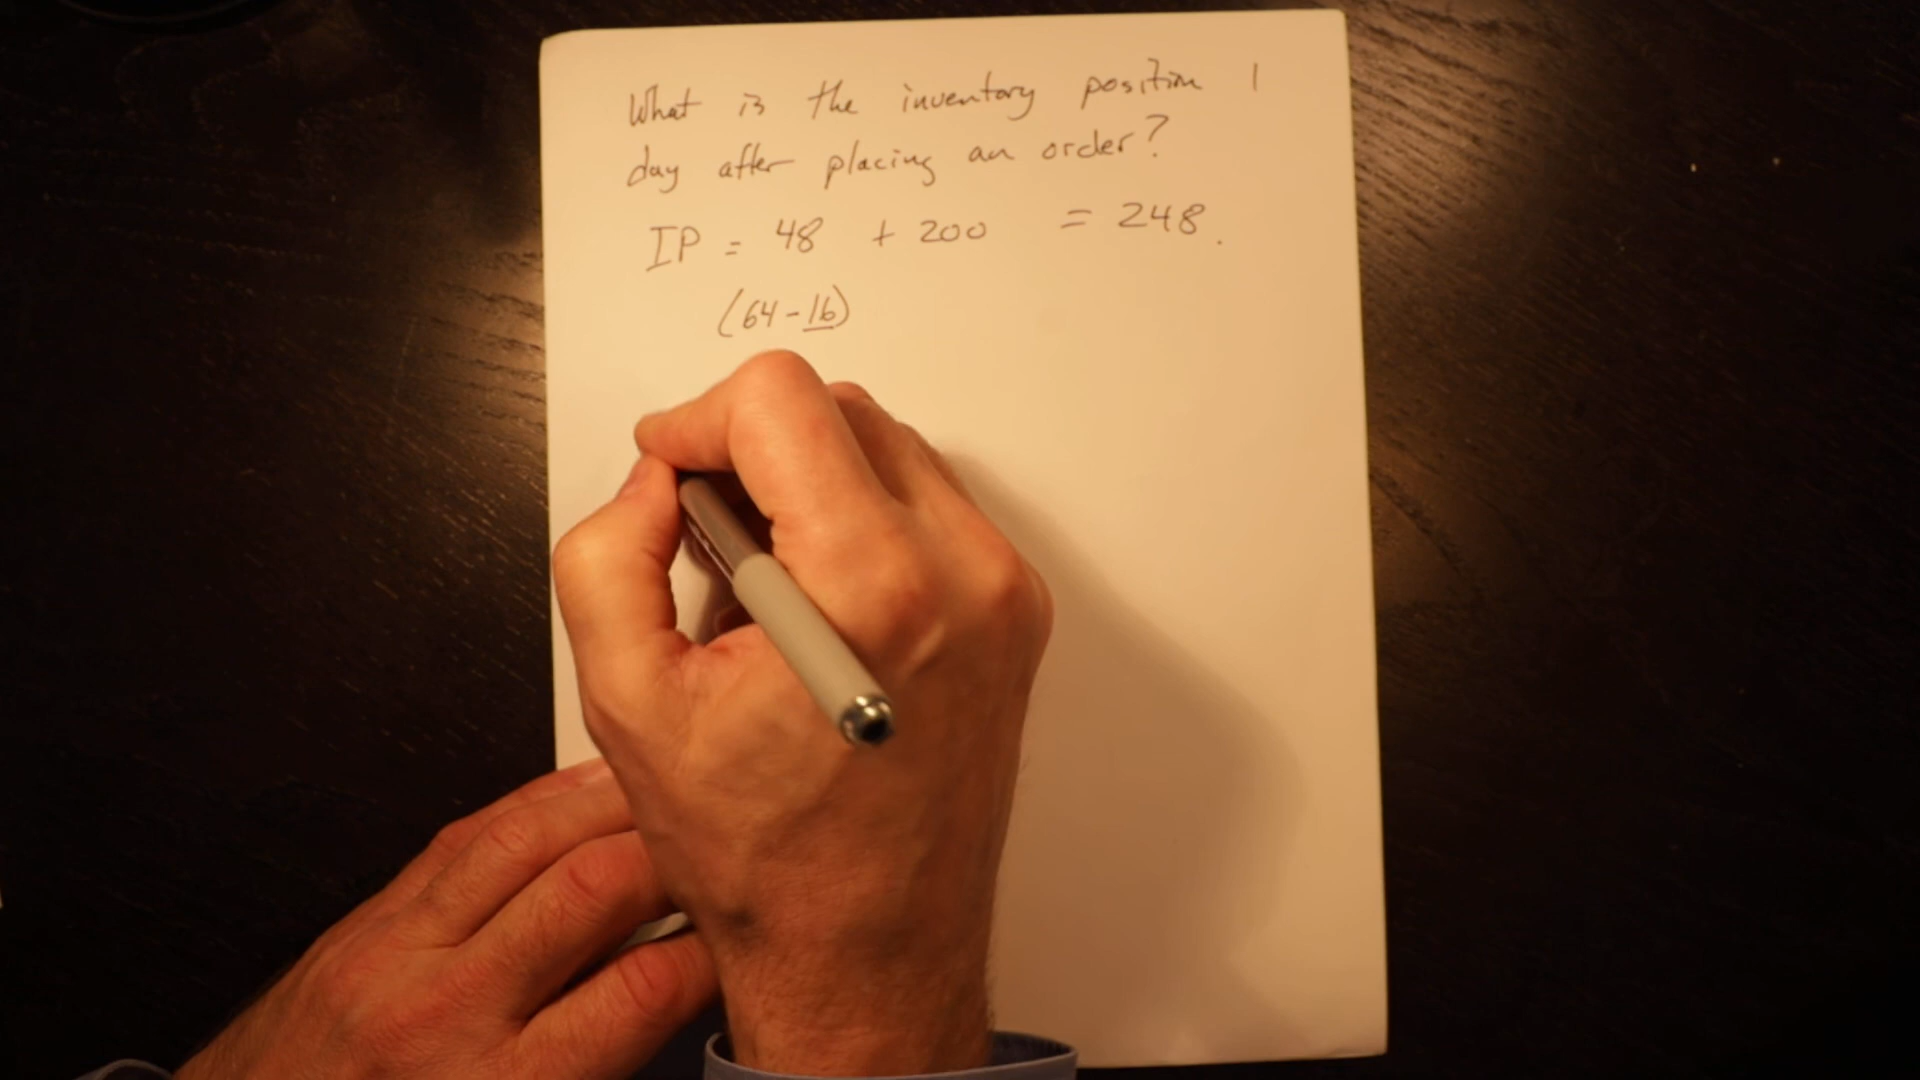 What is the inventory position 1
day after placing an order?
IP = 48 + 200 = 248.
(64-16)